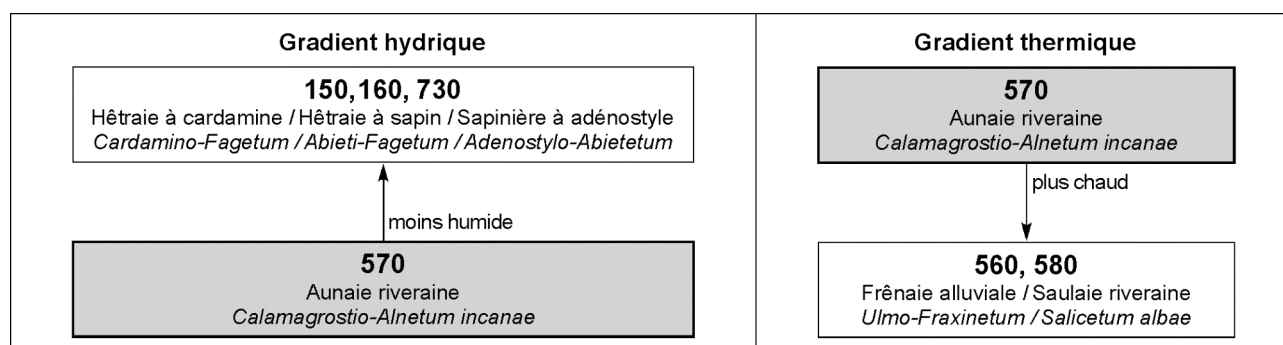 Gradient hydrique
150, 160, 730
Hêtraie à cardamine / Hêtraie à sapin / Sapinière à adénostyle
Cardamino-Fagetum / Abieti-Fagetum / Adenostylo-Abietetum
moins humide
570
Aunaie riveraine
Calamagrostio-Alnetum incanae
Gradient thermique
570
Aunaie riveraine
Calamagrostio-Alnetum incanae
plus chaud
560, 580
Frênaie alluviale / Saulaie riveraine
Ulmo-Fraxinetum / Salicetum albae